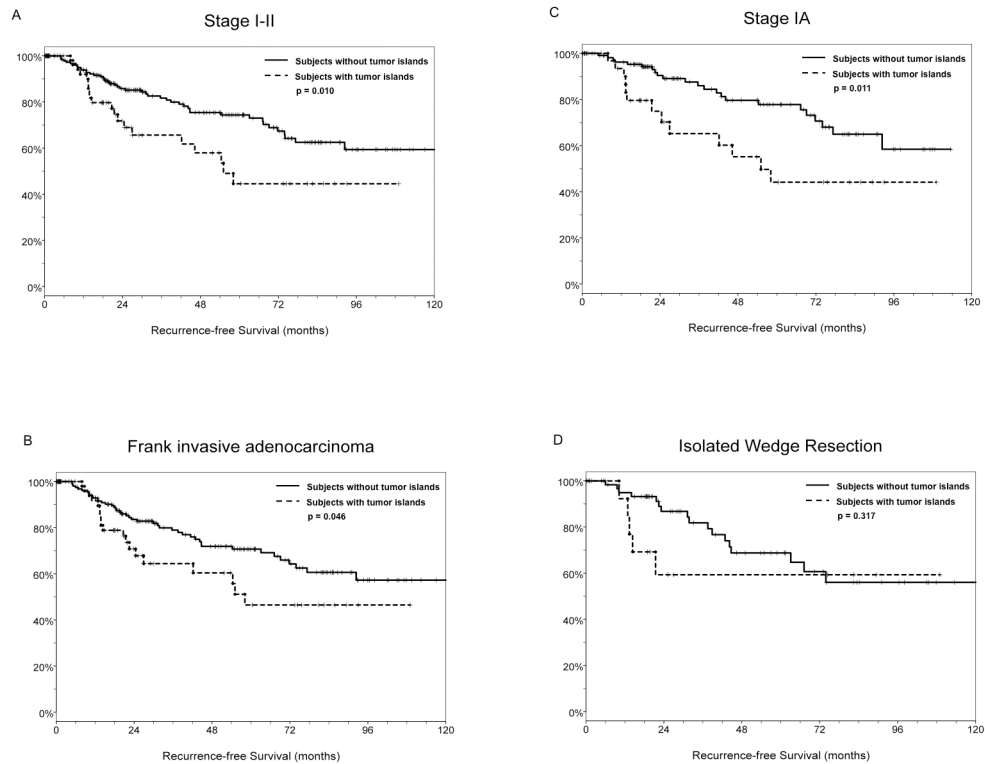 A
Stage I-II
100%
80%
60%
40%
20%
0%
Subjects without tumor islands
Subjects with tumor islands
p = 0.010
0 24 48 72 96 120
Recurrence-free Survival (months)
C
Stage IA
100%
80%
60%
40%
20%
0%
Subjects without tumor islands
Subjects with tumor islands
p = 0.011
0 24 48 72 96 120
Recurrence-free Survival (months)
B
Frank invasive adenocarcinoma
100%
80%
60%
40%
20%
0%
Subjects without tumor islands
Subjects with tumor islands
p = 0.046
0 24 48 72 96 120
Recurrence-free Survival (months)
D
Isolated Wedge Resection
100%
80%
60%
40%
20%
0%
Subjects without tumor islands
Subjects with tumor islands
p = 0.317
0 24 48 72 96 120
Recurrence-free Survival (months)